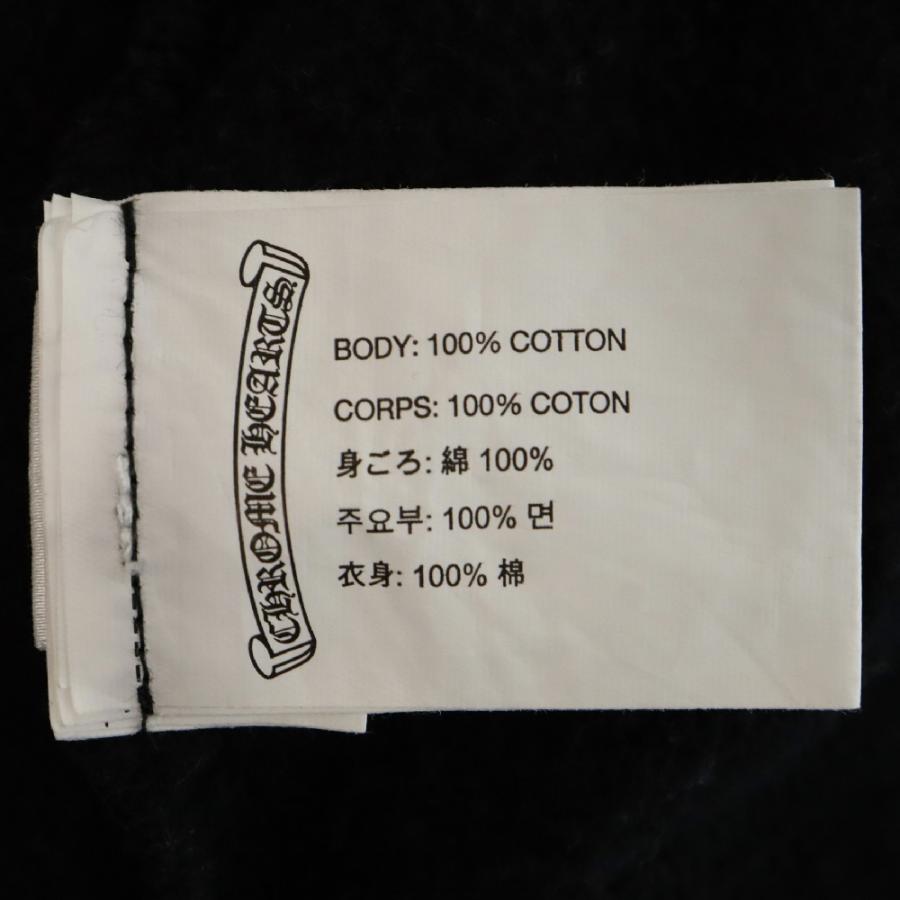 CHROME HEARTS
BODY: 100% COTTON
CORPS: 100% COTON
身ごろ: 綿 100%
주요부: 100% 면
衣身: 100% 棉